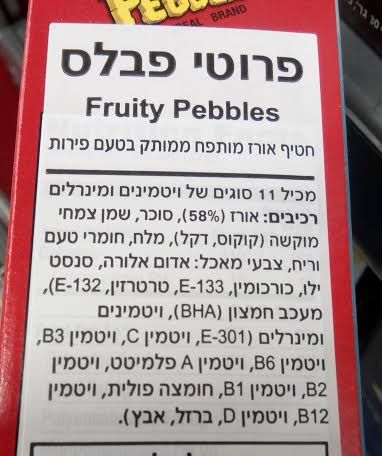 PEBBLES
REAL BRAND
פרוטי פבלס
Fruity Pebbles
חטיף אורז מותפח ממותק בטעם פירות
מכיל 11 סוגים של ויטמינים ומינרלים
רכיבים: אורז (58%), סוכר, שמן צמחי
מוקשה (קוקוס, דקל), מלח, חומרי טעם
וריח, צבעי מאכל: אדום אלורה, סנסט
ילו, כורכומין, E-133, טרטרזין, E-132),
מעכב חמצון (BHA), ויטמינים
ומינרלים (E-301, ויטמין C, ויטמין B3,
ויטמין B6, ויטמין A פלמיטט, ויטמין
B2, ויטמין B1, חומצה פולית, ויטמין
B12, ויטמין D, ברזל, אבץ).